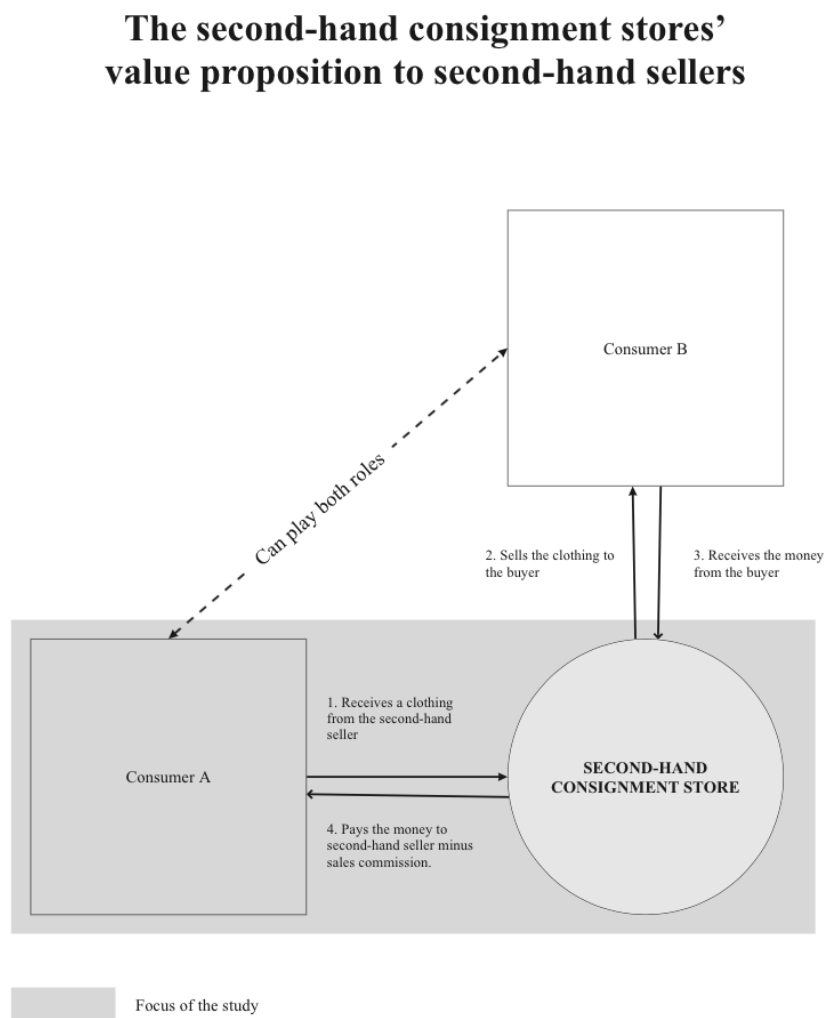 The second-hand consignment stores’
value proposition to second-hand sellers
Consumer B
Can play both roles
2. Sells the clothing to
the buyer
3. Receives the money
from the buyer
1. Receives a clothing
from the second-hand
seller
Consumer A
SECOND-HAND
CONSIGNMENT STORE
4. Pays the money to
second-hand seller minus
sales commission.
Focus of the study